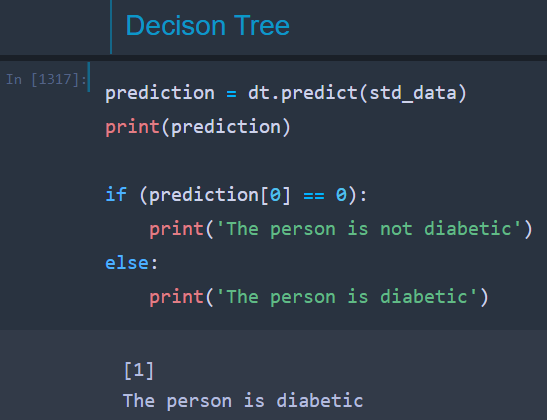 Decison Tree
In [1317]:
prediction = dt.predict(std_data)
print(prediction)
if (prediction[0] == 0):
    print('The person is not diabetic')
else:
    print('The person is diabetic')
[1]
The person is diabetic